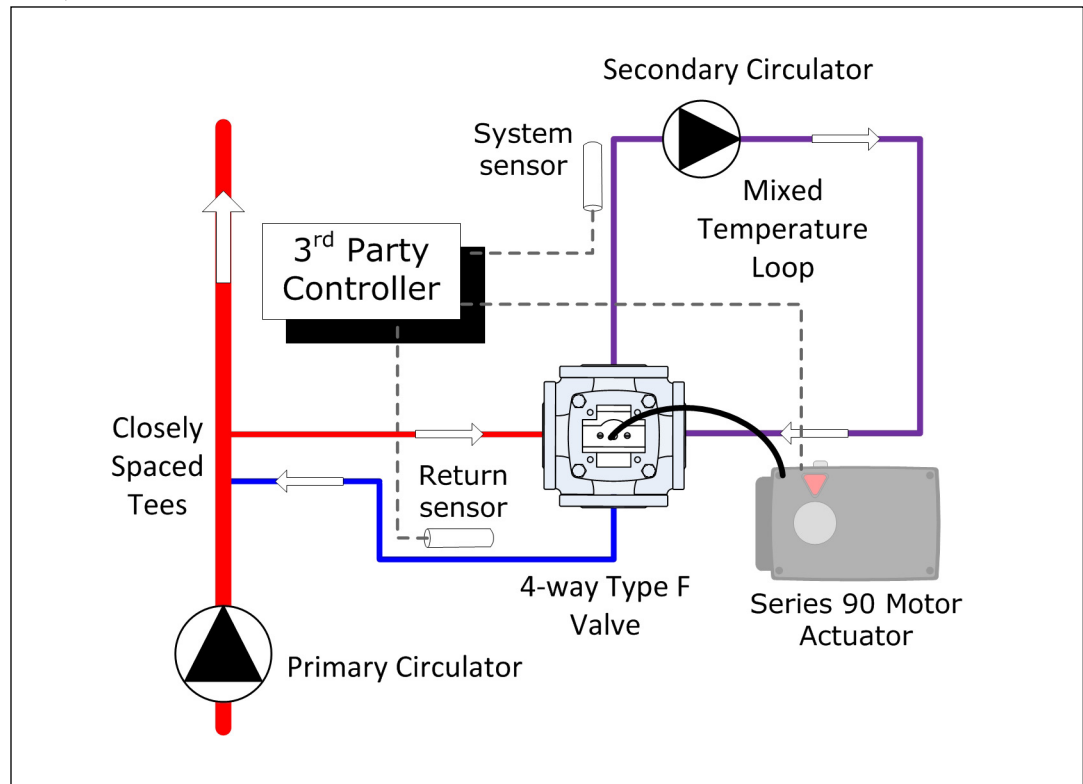 Secondary Circulator
System
sensor
Mixed
Temperature
Loop
3rd Party
Controller
Closely
Spaced
Tees
Return
sensor
4-way Type F
Valve
Series 90 Motor
Actuator
Primary Circulator